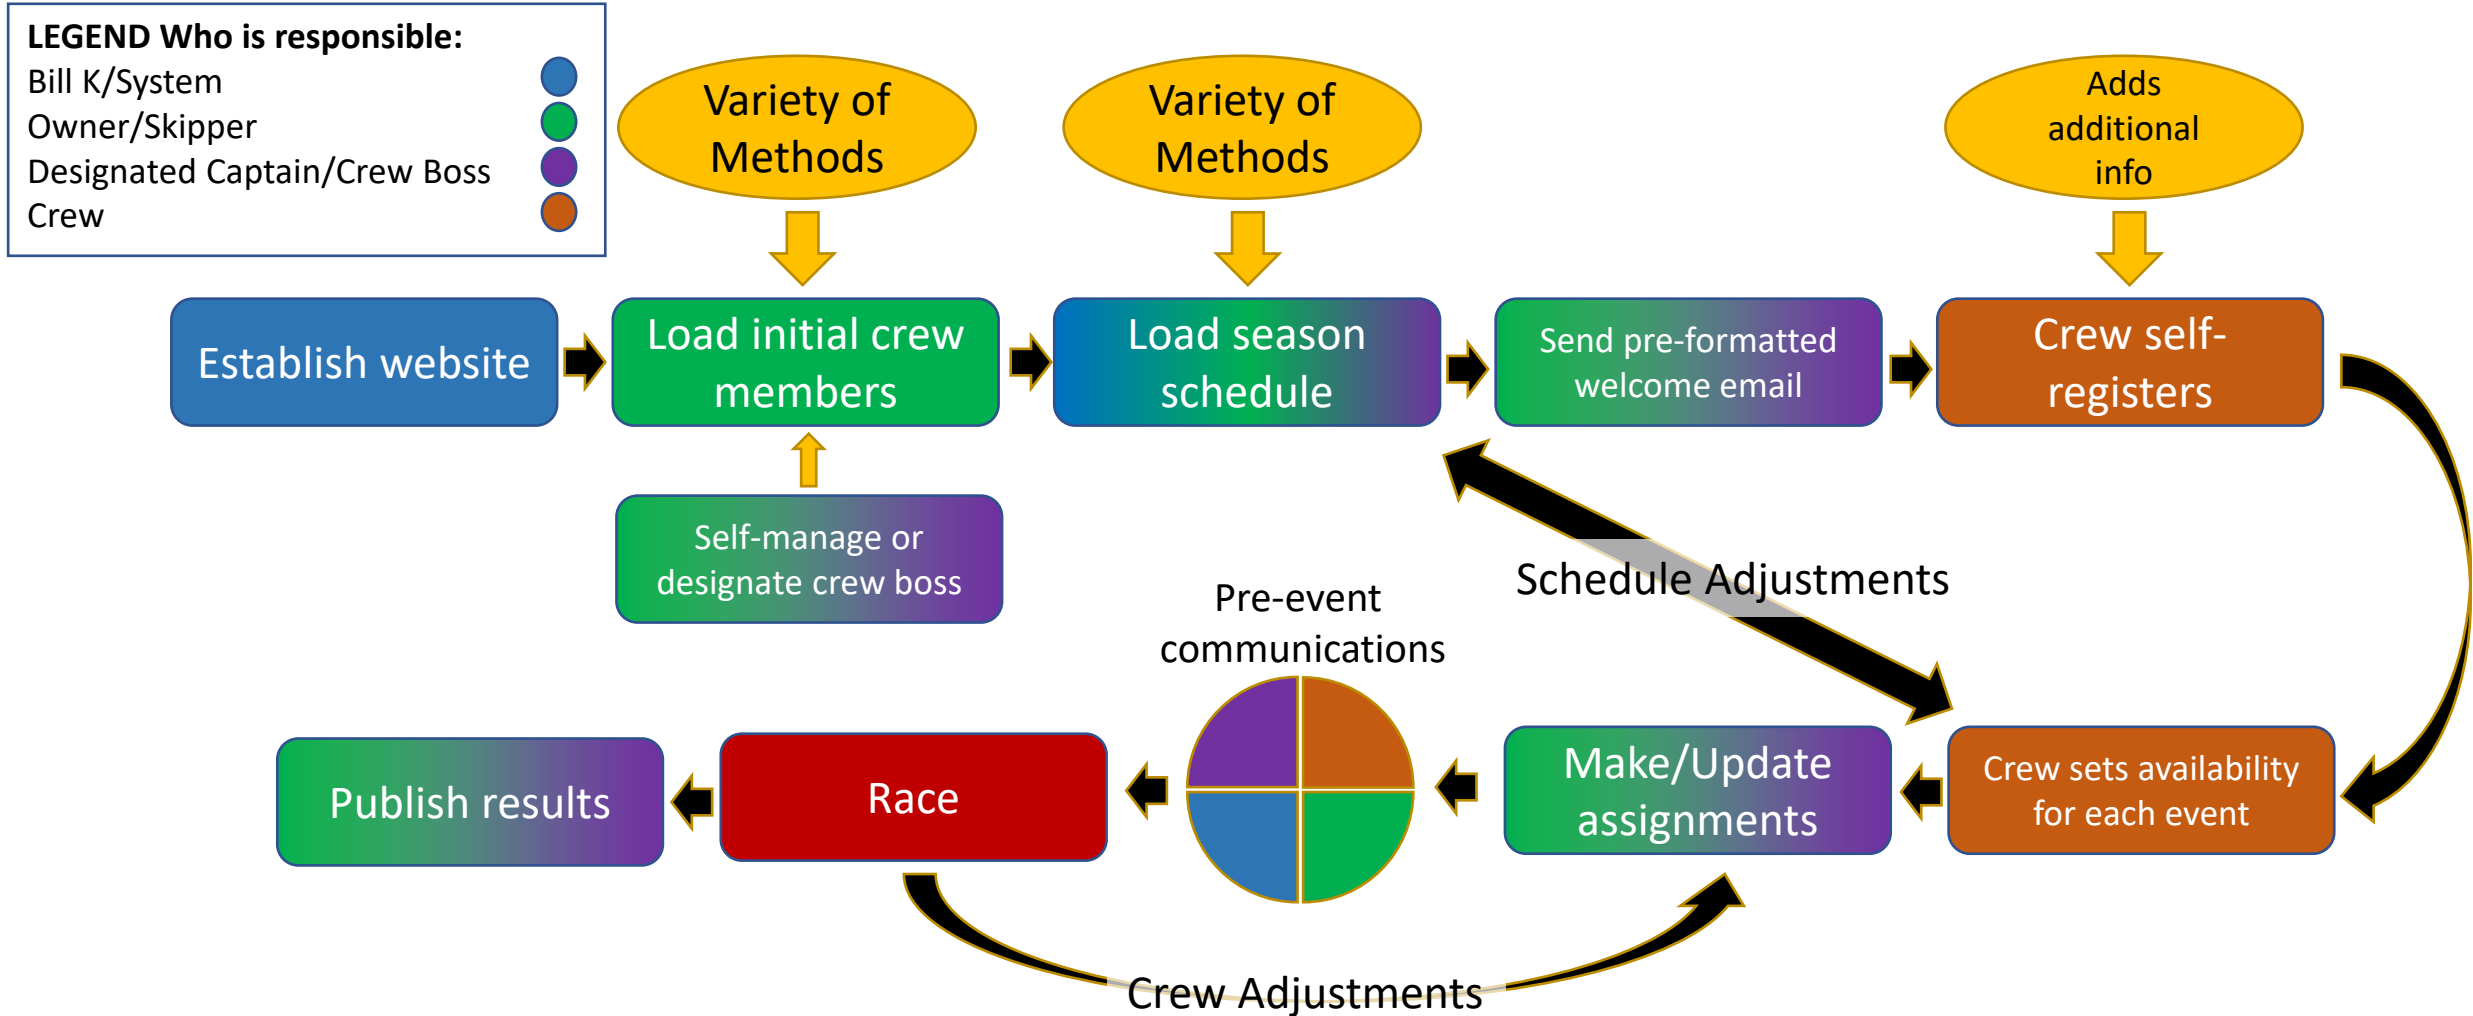 LEGEND Who is responsible:
Bill K/System
Owner/Skipper
Designated Captain/Crew Boss
Crew
Variety of
Methods
Variety of
Methods
Adds
additional
info
Establish website
Load initial crew
members
Load season
schedule
Send pre-formatted
welcome email
Crew self-
registers
Self-manage or
designate crew boss
Schedule Adjustments
Pre-event
communications
Publish results
Race
Make/Update
assignments
Crew sets availability
for each event
Crew Adjustments